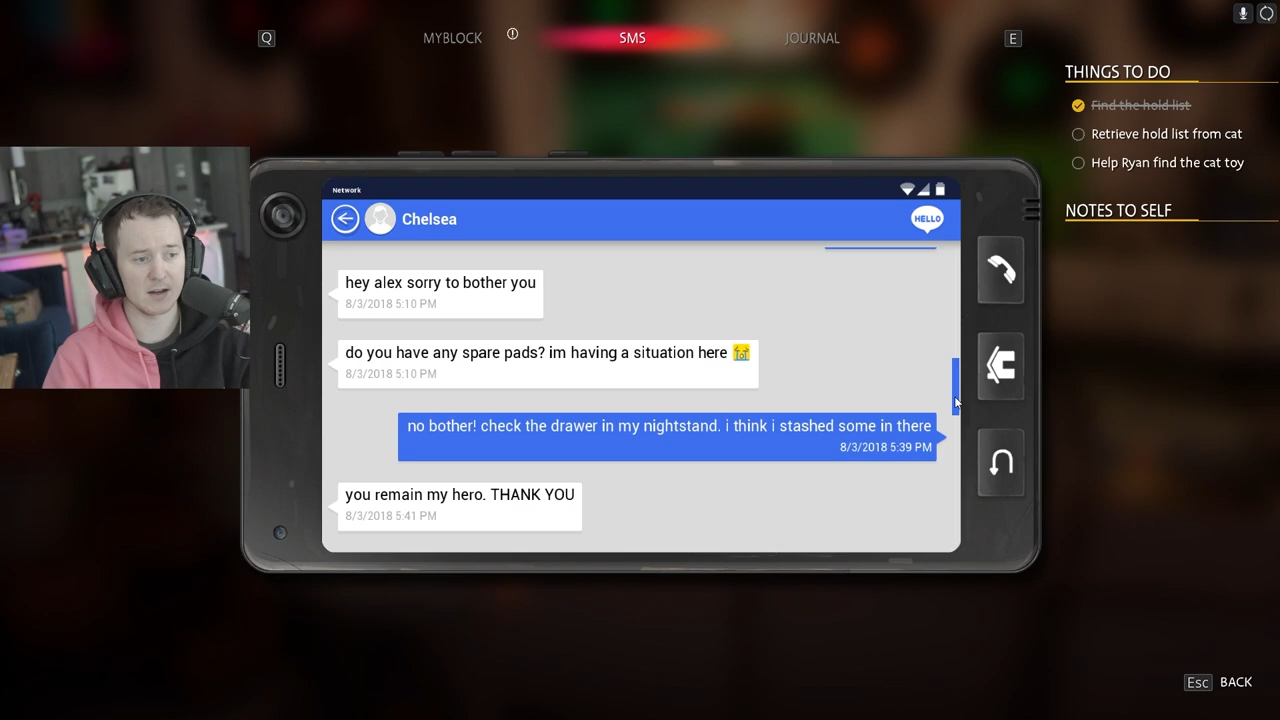 Q
MYBLOCK
SMS
JOURNAL
E
THINGS TO DO
Find the hold list
Retrieve hold list from cat
Help Ryan find the cat toy
NOTES TO SELF
Network
Chelsea
HELLO
hey alex sorry to bother you
8/3/2018 5:10 PM
do you have any spare pads? im having a situation here 😭
8/3/2018 5:10 PM
no bother! check the drawer in my nightstand. i think i stashed some in there
8/3/2018 5:39 PM
you remain my hero. THANK YOU
8/3/2018 5:41 PM
Esc BACK